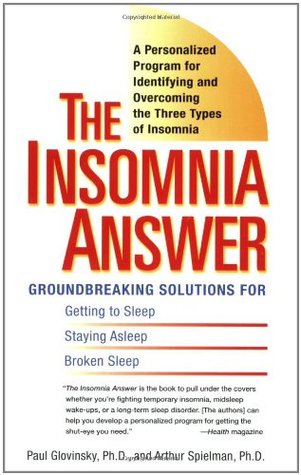 A Personalized
Program for
Identifying and
Overcoming
the Three Types
of Insomnia
THE
INSOMNIA
ANSWER
GROUNDBREAKING SOLUTIONS FOR
Getting to Sleep
Staying Asleep
Broken Sleep
"The Insomnia Answer is the book to pull under the covers
whether you're fighting temporary insomnia, midsleep
wake-ups, or a long-term sleep disorder. [The authors] can
help you develop a personalized program for getting the
shut-eye you need." —Health magazine
Paul Glovinsky, Ph.D., and Arthur Spielman, Ph.D.